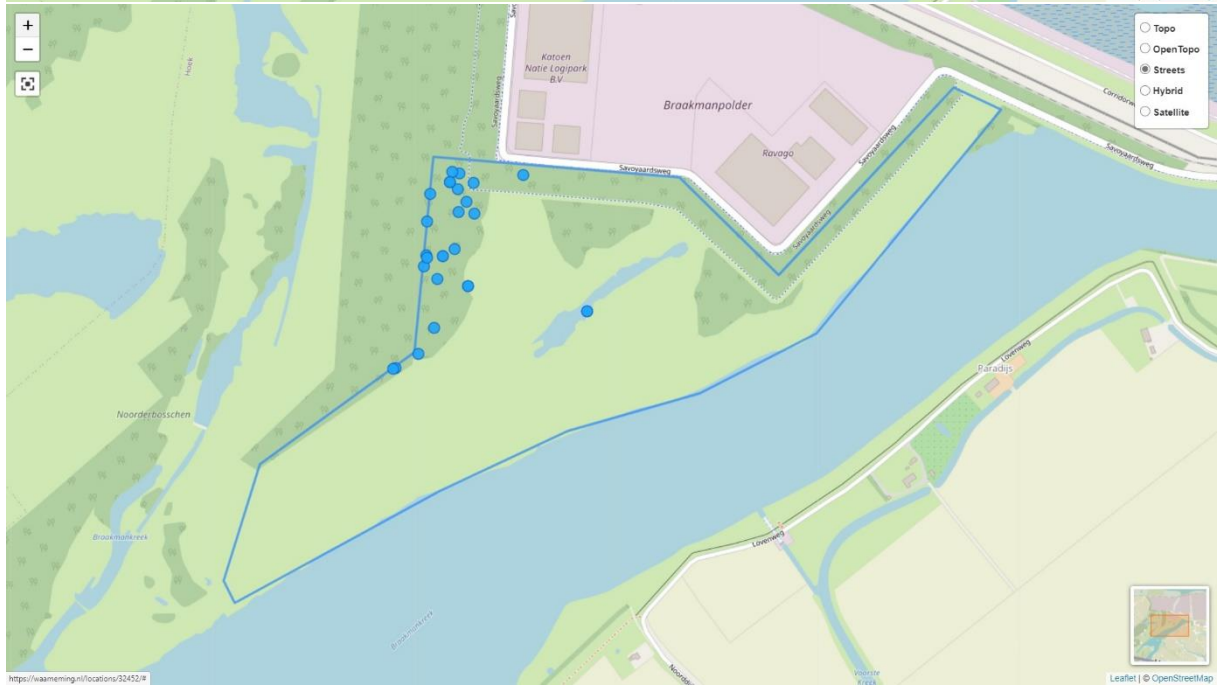 +
−
Hoek
Savoyaardsweg
Katoen
Natie Logipark
B.V
Braakmanpolder
Ravago
Savoyaardsweg
Savoyaardsweg
Savoyaardsweg
Savoyaardsweg
Topo
OpenTopo
Streets
Hybrid
Satellite
Noorderbosschen
Braakmankreek
Braakmankreek
Lovenweg
Paradijs
Lovenweg
https://waarneming.nl/locations/32452/#
Leaflet | © OpenStreetMap